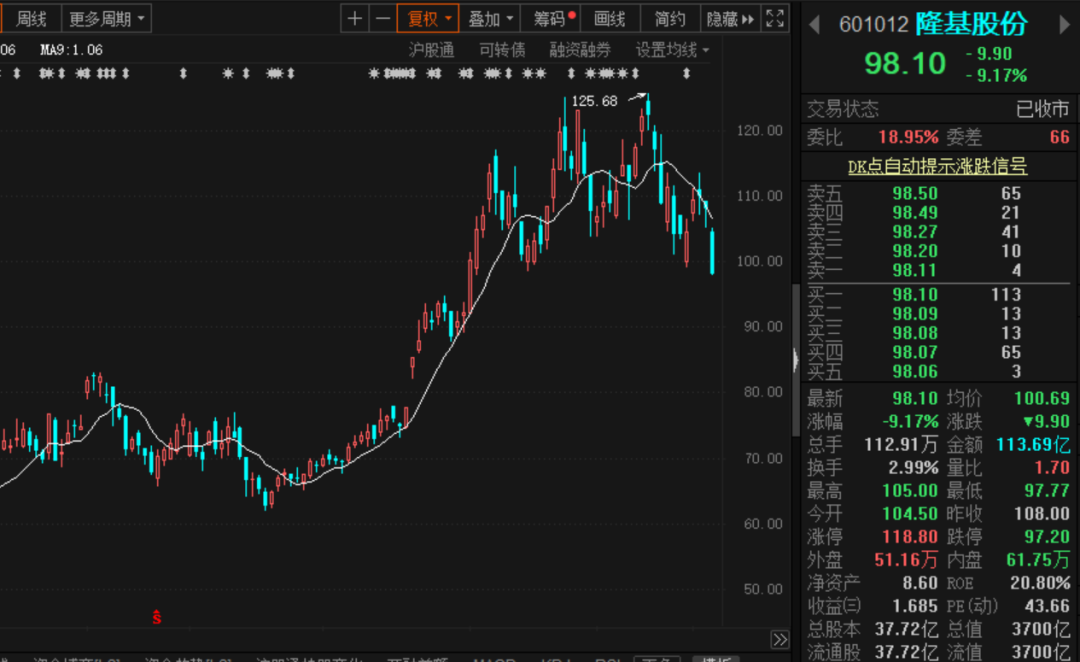 周线 更多周期 + — 复权 叠加 筹码 画线 简约 隐藏
06 MA9:1.06
沪股通 可转债 融资融券 设置均线
125.68
120.00
110.00
100.00
90.00
80.00
70.00
60.00
50.00
S
601012 隆基股份
98.10 -9.90
-9.17%
交易状态 已收市
委比 18.95% 委差 66
DK点自动提示涨跌信号
卖五 98.50 65
卖四 98.49 21
卖三 98.27 41
卖二 98.20 10
卖一 98.11 4
买一 98.10 113
买二 98.09 13
买三 98.08 13
买四 98.07 65
买五 98.06 3
最新 98.10 均价 100.69
涨幅 -9.17% 涨跌 ▼9.90
总手 112.91万 金额 113.69亿
换手 2.99% 量比 1.70
最高 105.00 最低 97.77
今开 104.50 昨收 108.00
涨停 118.80 跌停 97.20
外盘 51.16万 内盘 61.75万
净资产 8.60 ROE 20.80%
收益㈢ 1.685 PE(动) 43.66
总股本 37.72亿 总值 3700亿
流通股 37.72亿 流值 3700亿